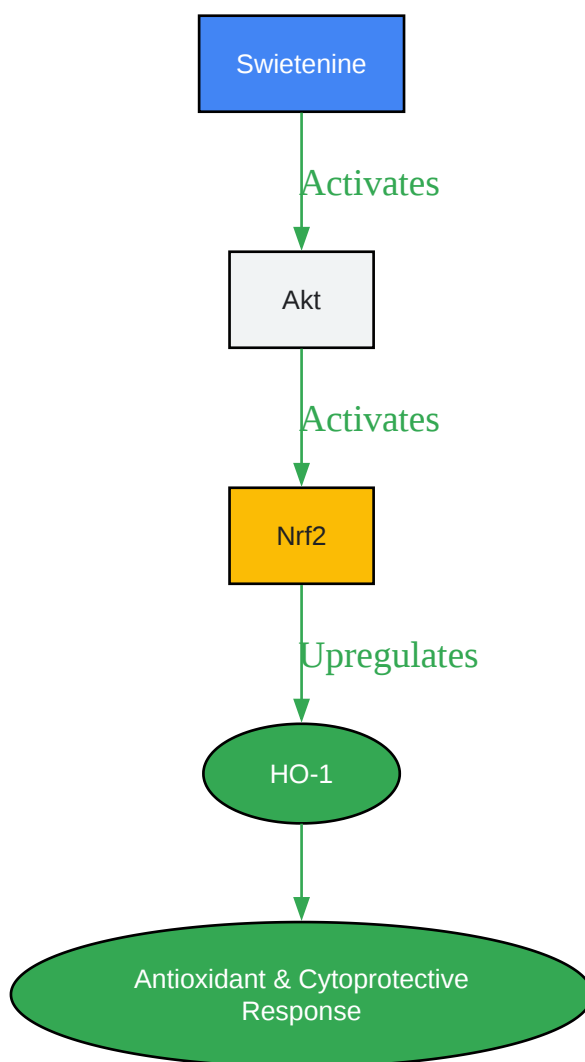 Swietenine
Activates
Akt
Activates
Nrf2
Upregulates
HO-1
Antioxidant & Cytoprotective
Response